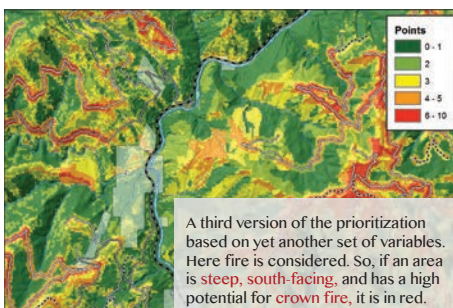 Points
0 - 1
2
3
4 - 5
6 - 10
A third version of the prioritization
based on yet another set of variables.
Here fire is considered. So, if an area
is steep, south-facing, and has a high
potential for crown fire, it is in red.